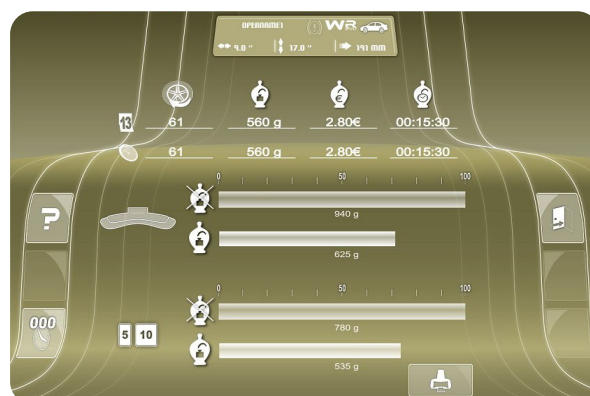 OPERNAME1 WR
9.0 " 17.0 " 191 MM
€
13 61 560 g 2.80€ 00:15:30
61 560 g 2.80€ 00:15:30
0 50 100
940 g
?
625 g
0 50 100
780 g
000
5 10
535 g